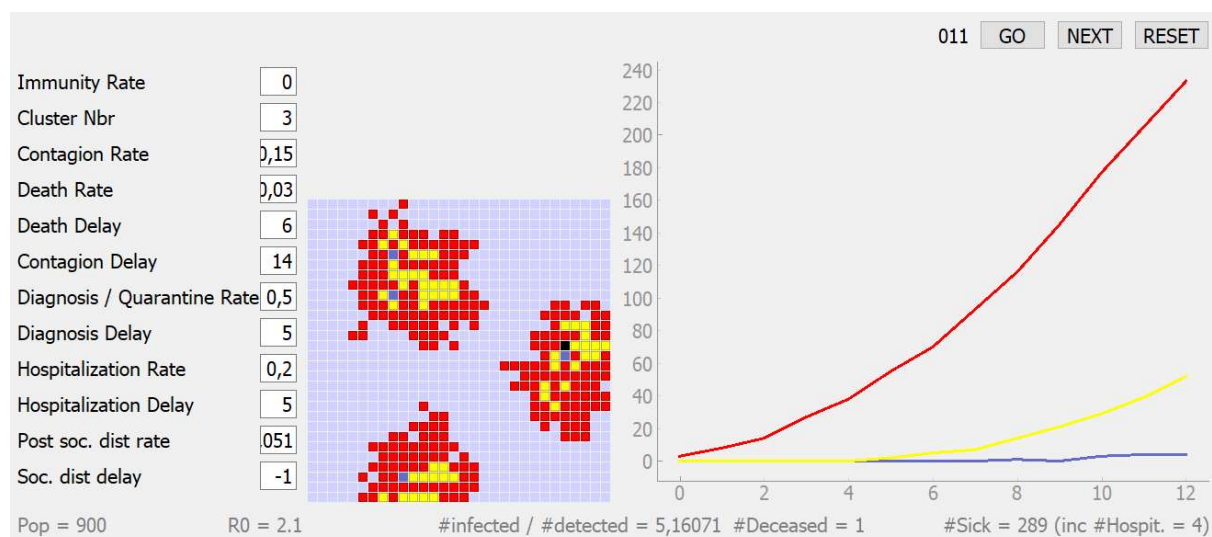 011 GO NEXT RESET
Immunity Rate 0
Cluster Nbr 3
Contagion Rate 0,15
Death Rate 0,03
Death Delay 6
Contagion Delay 14
Diagnosis / Quarantine Rate 0,5
Diagnosis Delay 5
Hospitalization Rate 0,2
Hospitalization Delay 5
Post soc. dist rate 051
Soc. dist delay -1
240
220
200
180
160
140
120
100
80
60
40
20
0
0 2 4 6 8 10 12
Pop = 900 R0 = 2.1 #infected / #detected = 5,16071 #Deceased = 1 #Sick = 289 (inc #Hospit. = 4)